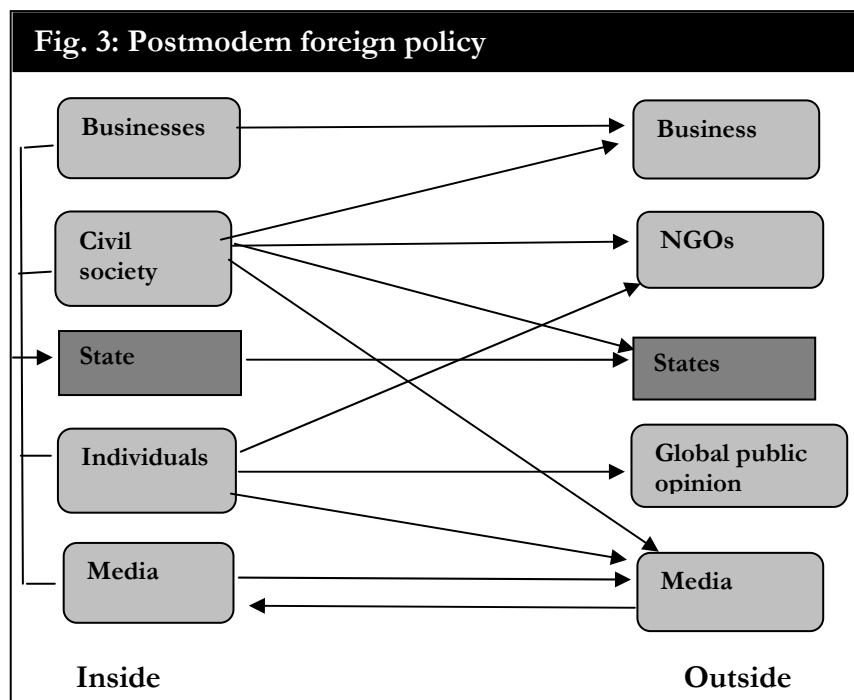 Fig. 3: Postmodern foreign policy
Businesses
Business
Civil
society
NGOs
State
States
Individuals
Global public
opinion
Media
Media
Inside
Outside